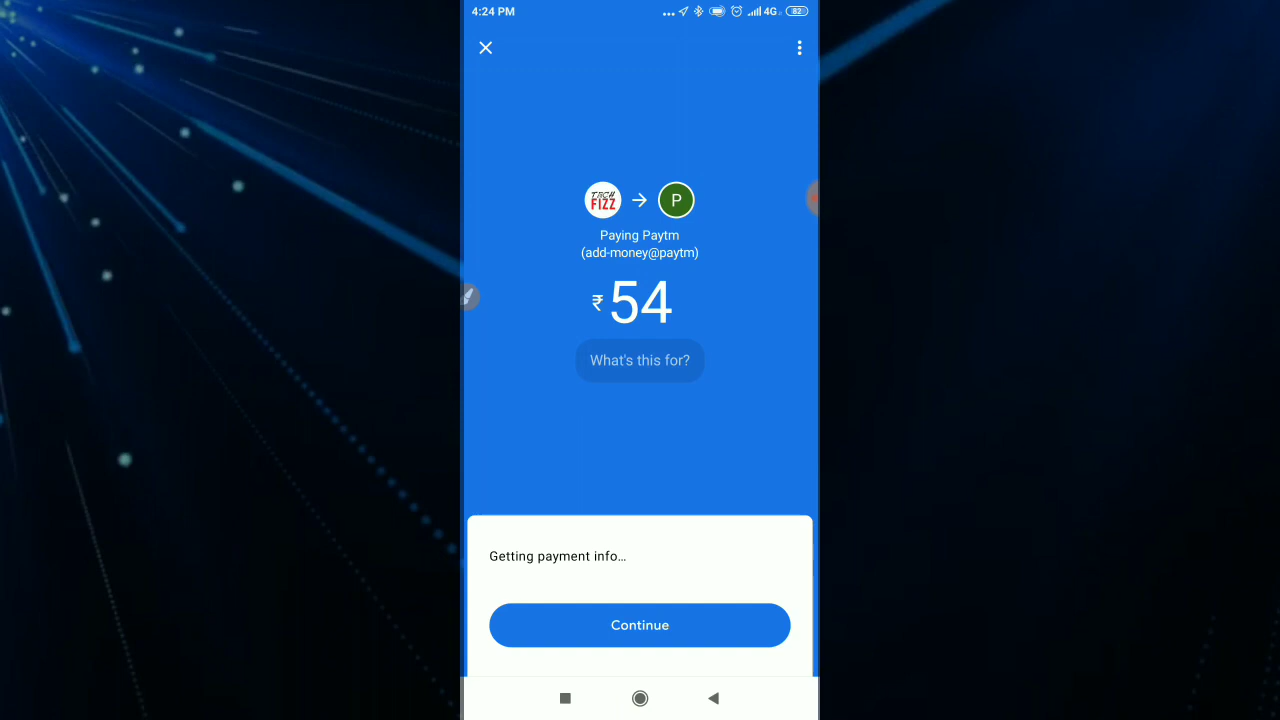 4:24 PM
4G
82
TECH
FIZZ
P
Paying Paytm
(add-money@paytm)
₹54
What's this for?
Getting payment info...
Continue